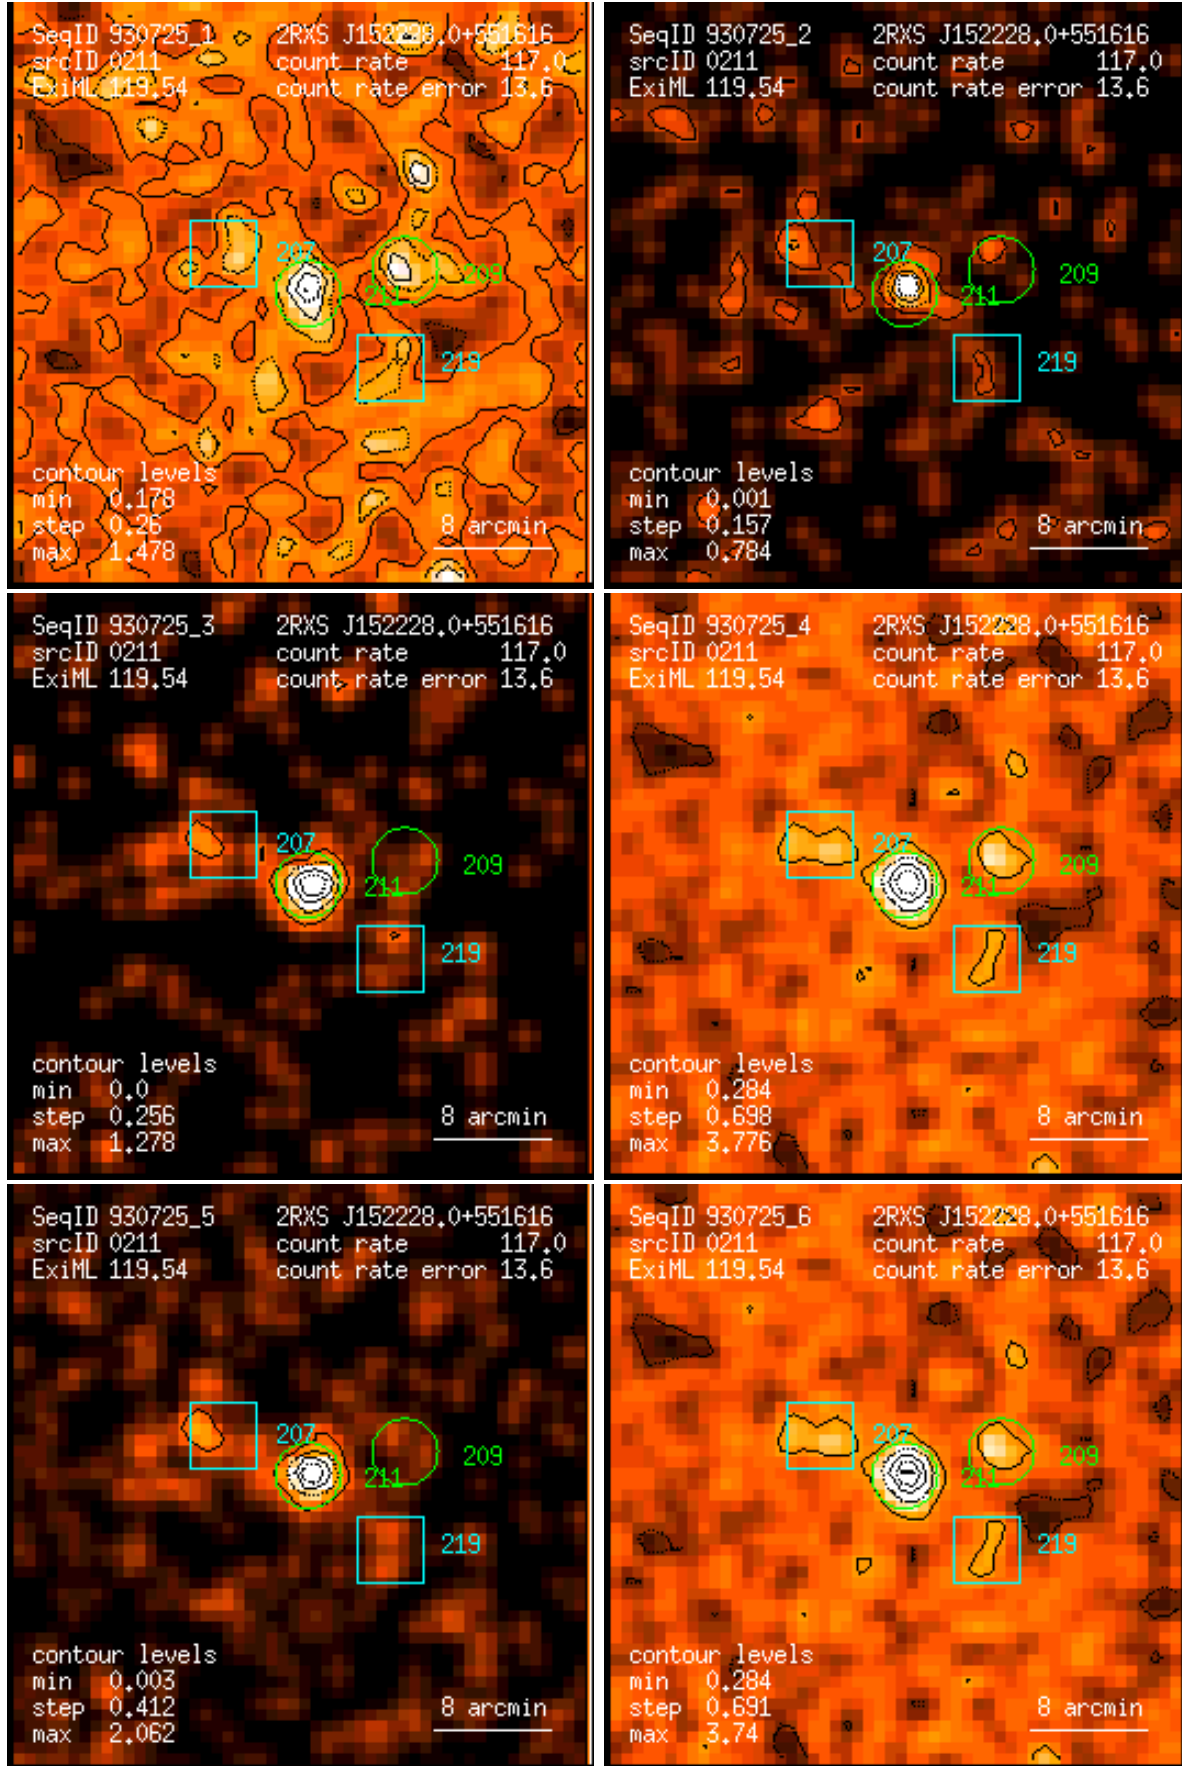 SeqID 930725_1 2RXS J152228.0+551616
srcID 0211 count rate 117.0
ExiML 119.54 count rate error 13.6
207
209
211
219
contour levels
min 0.178
step 0.26
max 1.478
8 arcmin
SeqID 930725_2 2RXS J152228.0+551616
srcID 0211 count rate 117.0
ExiML 119.54 count rate error 13.6
207
209
211
219
contour levels
min 0.001
step 0.157
max 0.784
8 arcmin
SeqID 930725_3 2RXS J152228.0+551616
srcID 0211 count rate 117.0
ExiML 119.54 count rate error 13.6
207
209
211
219
contour levels
min 0.0
step 0.256
max 1.278
8 arcmin
SeqID 930725_4 2RXS J152228.0+551616
srcID 0211 count rate 117.0
ExiML 119.54 count rate error 13.6
207
209
211
219
contour levels
min 0.284
step 0.698
max 3.776
8 arcmin
SeqID 930725_5 2RXS J152228.0+551616
srcID 0211 count rate 117.0
ExiML 119.54 count rate error 13.6
207
209
211
219
contour levels
min 0.003
step 0.412
max 2.062
8 arcmin
SeqID 930725_6 2RXS J152228.0+551616
srcID 0211 count rate 117.0
ExiML 119.54 count rate error 13.6
207
209
211
219
contour levels
min 0.284
step 0.691
max 3.74
8 arcmin